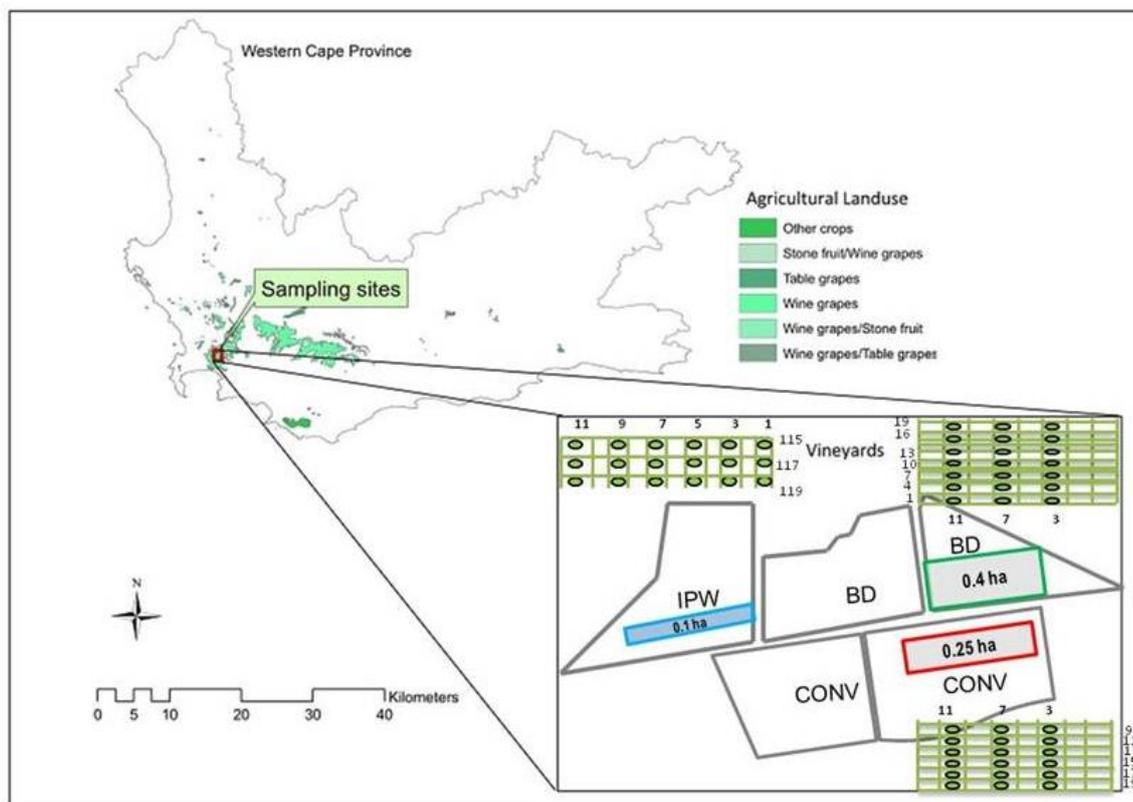 Western Cape Province
Agricultural Landuse
Other crops
Stone fruit/Wine grapes
Table grapes
Wine grapes
Wine grapes/Stone fruit
Wine grapes/Table grapes
Sampling sites
11 9 7 5 3 1
115
117
119
Vineyards
19
16
13
10
7
4
1
11 7 3
BD
0.4 ha
IPW
0.1 ha
BD
0.25 ha
CONV
CONV
11 7 3
9
N
Kilometers
0 5 10 20 30 40